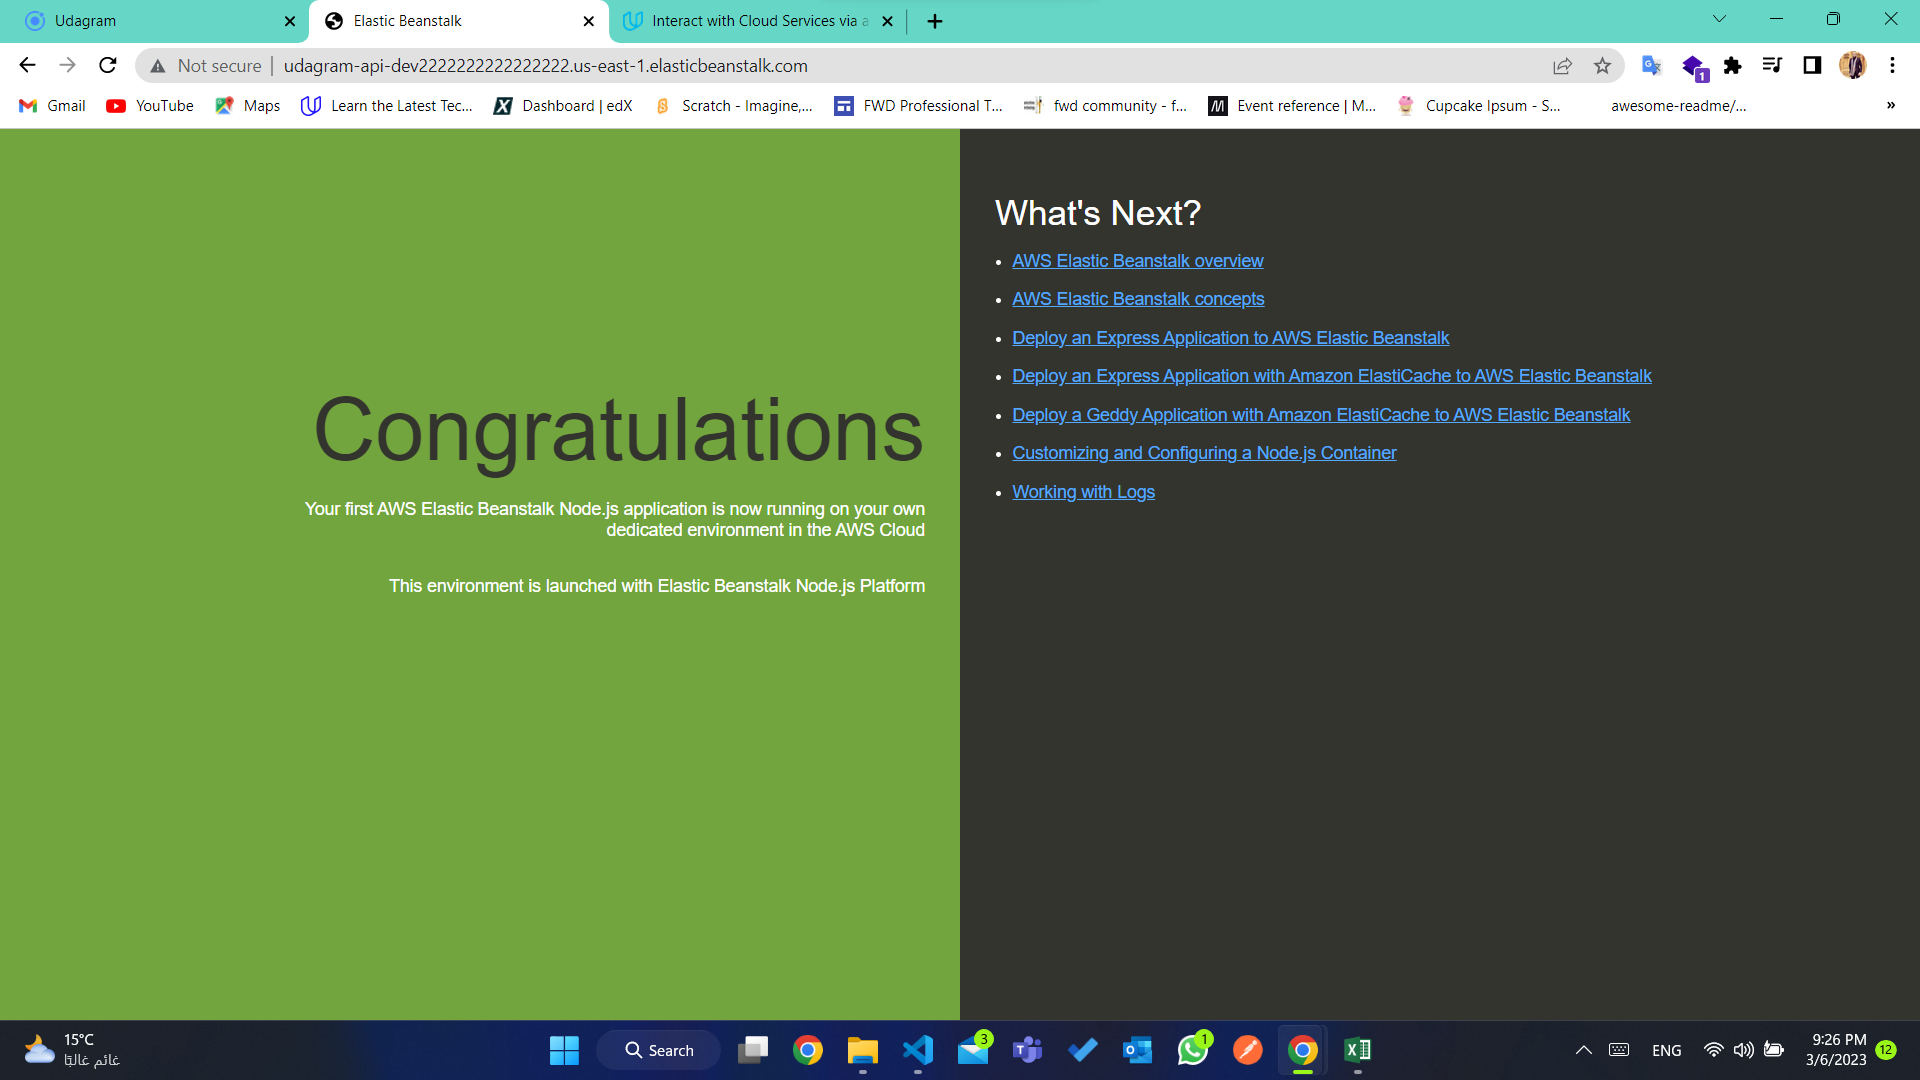 Udagram
Elastic Beanstalk
Interact with Cloud Services via a
Not secure
udagram-api-dev2222222222222222.us-east-1.elasticbeanstalk.com
1
Gmail
YouTube
Maps
Learn the Latest Tec...
Dashboard | edX
Scratch - Imagine,...
FWD Professional T...
fwd community - f...
Event reference | M...
Cupcake Ipsum - S...
awesome-readme/...
»
Congratulations
Your first AWS Elastic Beanstalk Node.js application is now running on your own
dedicated environment in the AWS Cloud
This environment is launched with Elastic Beanstalk Node.js Platform
What's Next?
• AWS Elastic Beanstalk overview
• AWS Elastic Beanstalk concepts
• Deploy an Express Application to AWS Elastic Beanstalk
• Deploy an Express Application with Amazon ElastiCache to AWS Elastic Beanstalk
• Deploy a Geddy Application with Amazon ElastiCache to AWS Elastic Beanstalk
• Customizing and Configuring a Node.js Container
• Working with Logs
15°C
غائم غالبًا
Search
3
1
ENG
9:26 PM
3/6/2023
12